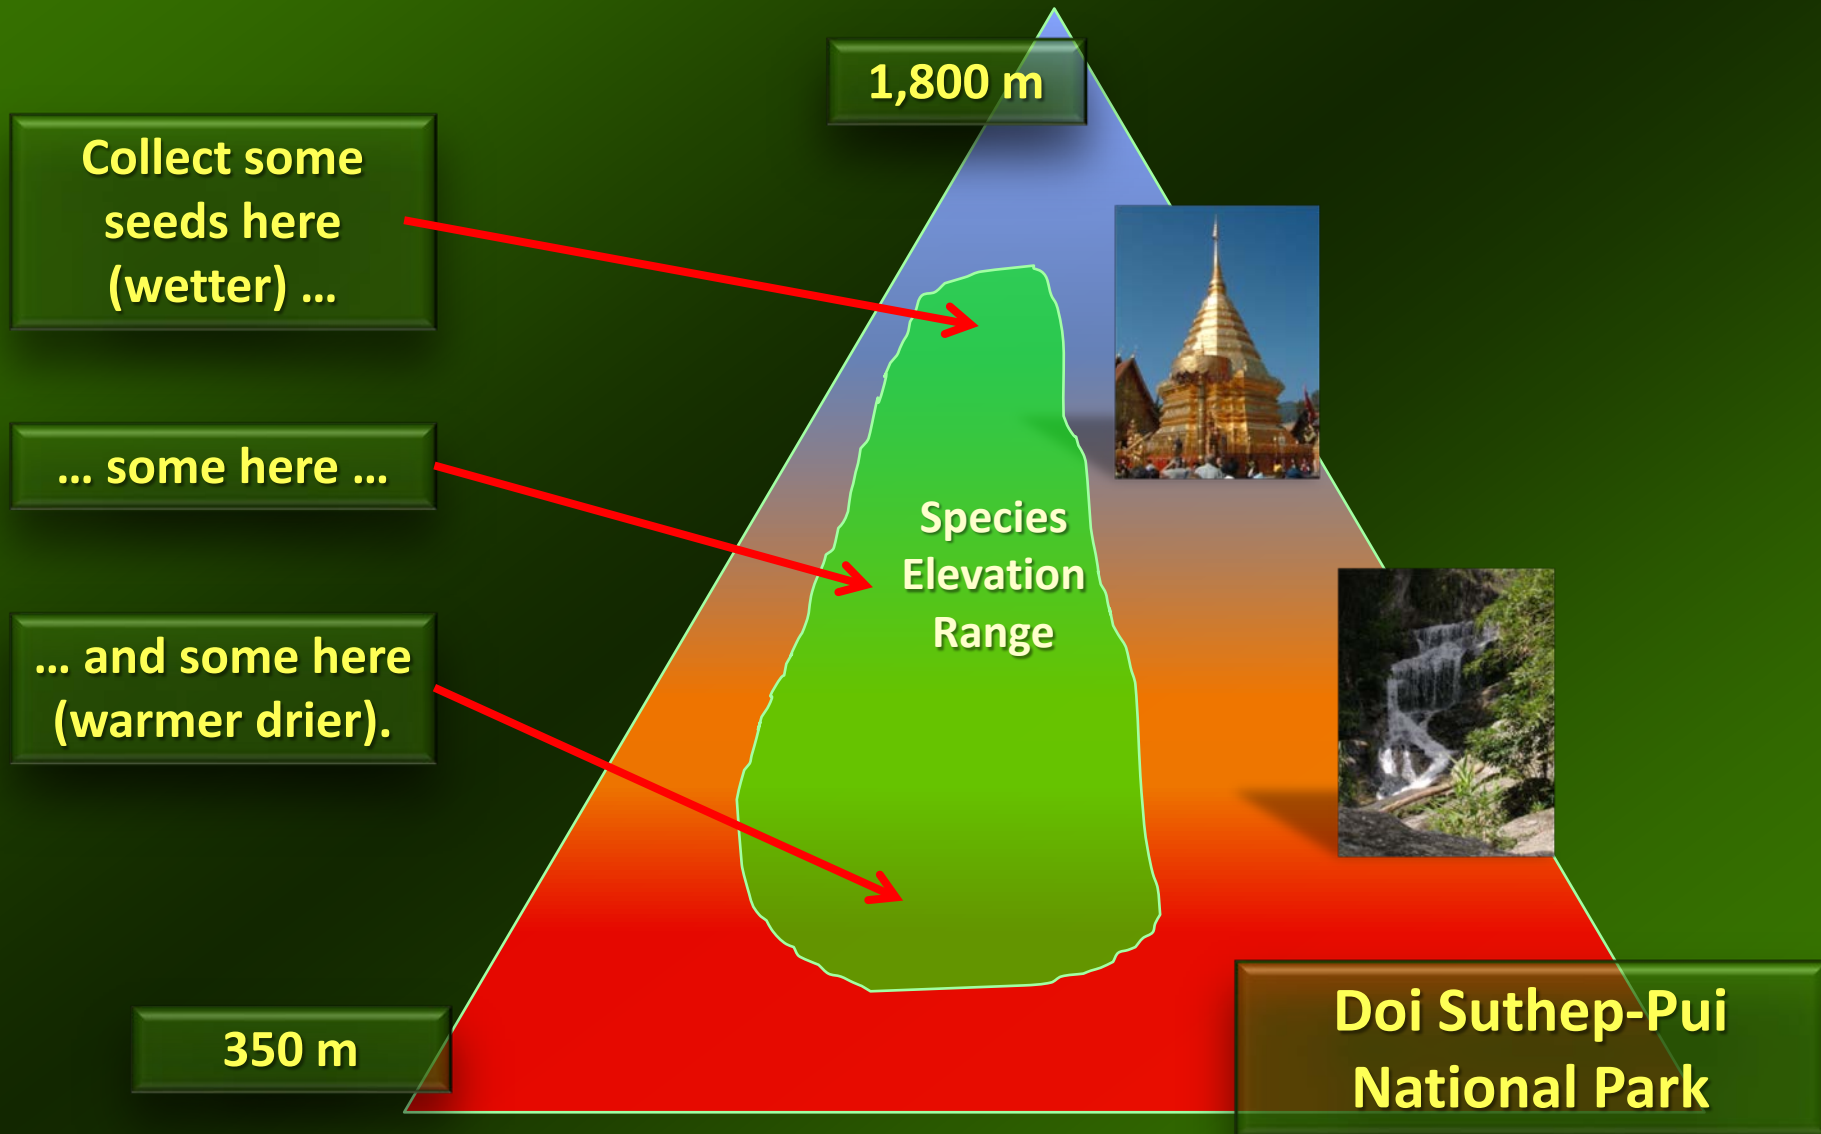 1,800 m
Collect some
seeds here
(wetter) ...
... some here ...
Species
Elevation
Range
... and some here
(warmer drier).
350 m
Doi Suthep-Pui
National Park